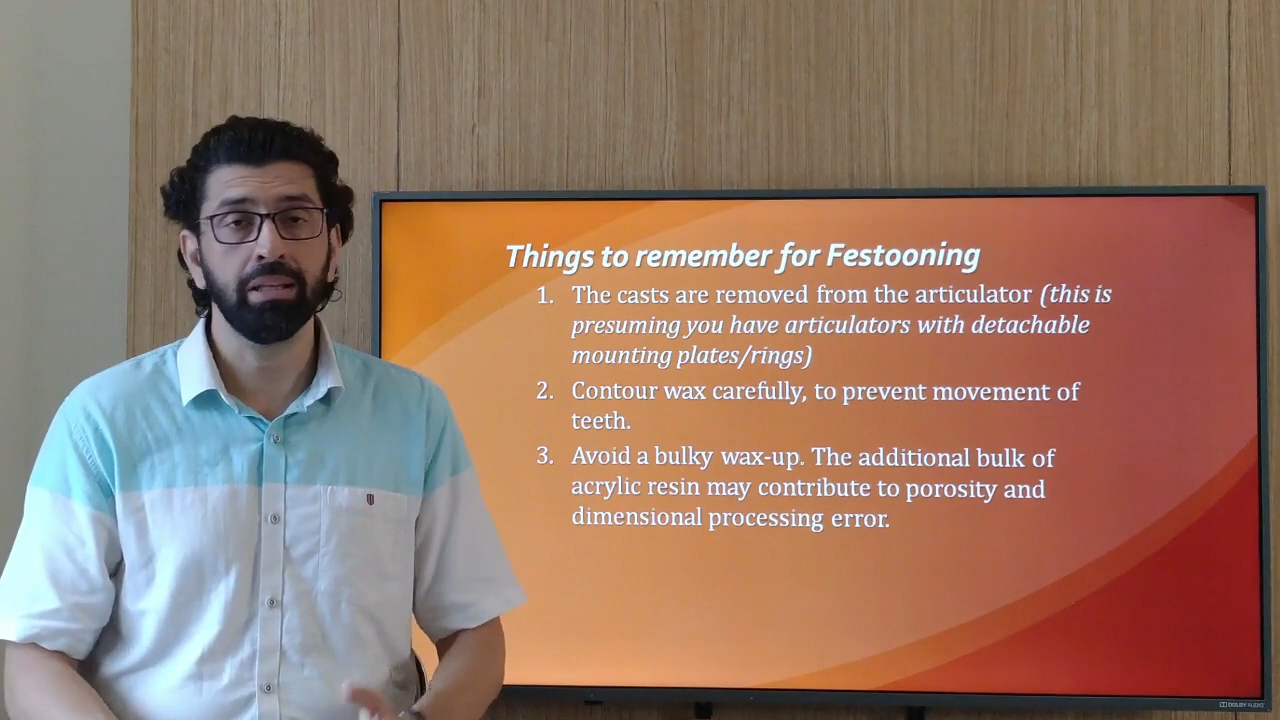 Things to remember for Festooning
1. The casts are removed from the articulator (this is
presuming you have articulators with detachable
mounting plates/rings)
2. Contour wax carefully, to prevent movement of
teeth.
3. Avoid a bulky wax-up. The additional bulk of
acrylic resin may contribute to porosity and
dimensional processing error.
DOLBY AUDIO